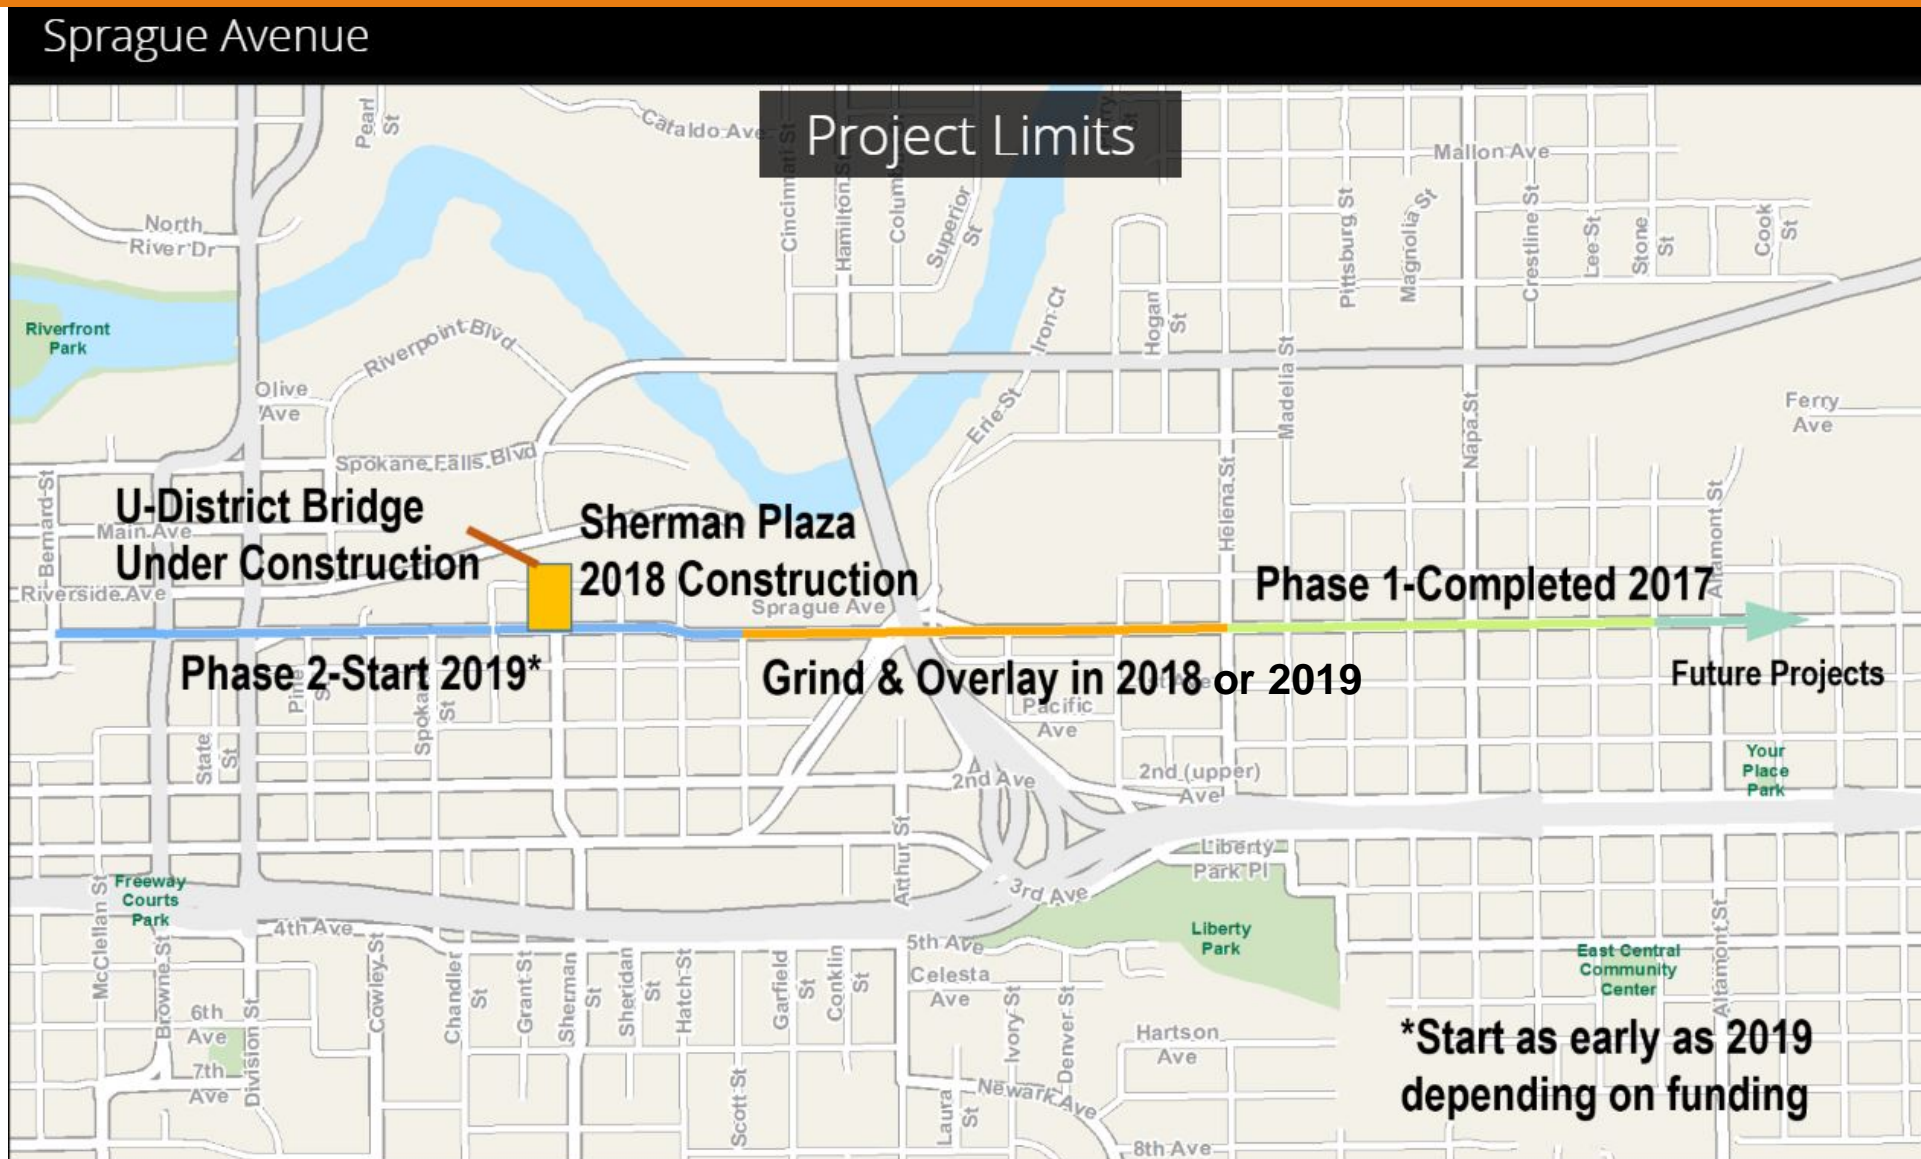 Sprague Avenue
Project Limits
Pearl
St
Cataldo Ave
Cincinnati St
Hamilton St
Superior
St
Mallon Ave
North
River Dr
Pittsburg St
Magnolia St
Crestline St
Lee St
Stone
St
Cook
St
Riverfront
Park
Riverpoint Blvd
Iron Ct
Hogan
St
Madelia St
Olive
Ave
Erie St
Napa St
Ferry
Ave
Spokane Falls Blvd
Bernard St
U-District Bridge
Under Construction
Main Ave
Riverside Ave
Sherman Plaza
2018 Construction
Sprague Ave
Helena St
Altamont St
Phase 1-Completed 2017
Phase 2-Start 2019*
Grind & Overlay in 2018 or 2019
Future Projects
Pine
St
Spokane
St
Pacific
Ave
State
St
2nd Ave
2nd (upper)
Ave
Your
Place
Park
Arthur St
Liberty
Park Pl
McClellan St
Freeway
Courts
Park
3rd Ave
4th Ave
Liberty
Park
5th Ave
Celesta
Ave
East Central
Community
Center
Altamont St
Browne St
Division St
Cowley St
Chandler
St
Grant St
Sherman
St
Sheridan
St
Hatch St
Garfield
St
Conklin
St
Ivory St
Denver St
6th
Ave
7th
Ave
Hartson
Ave
Scott St
Laura
St
Newark Ave
8th Ave
*Start as early as 2019
depending on funding